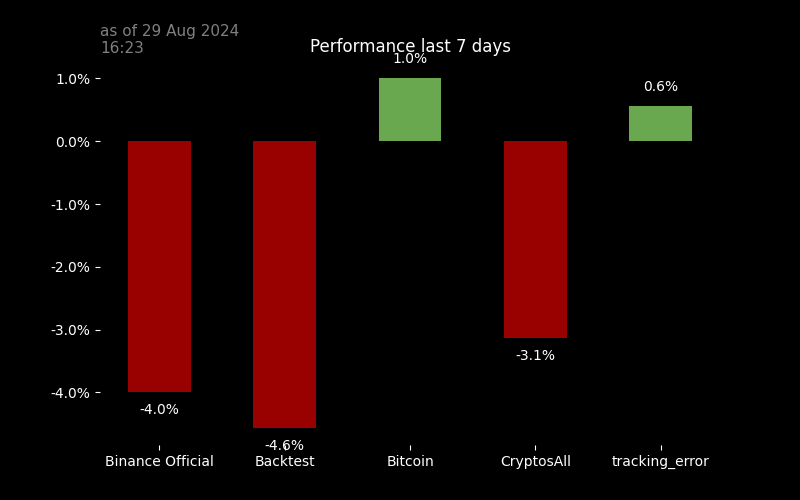 as of 29 Aug 2024
16:23
Performance last 7 days
1.0%
0.6%
1.0%
0.0%
-1.0%
-2.0%
-3.0%
-4.0%
-3.1%
-4.0%
-4.6%
Binance Official
Backtest
Bitcoin
CryptosAll
tracking_error